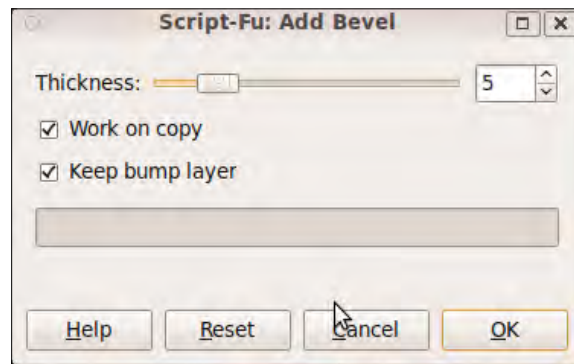 Script-Fu: Add Bevel
Thickness: 5
Work on copy
Keep bump layer
Help Reset Cancel OK